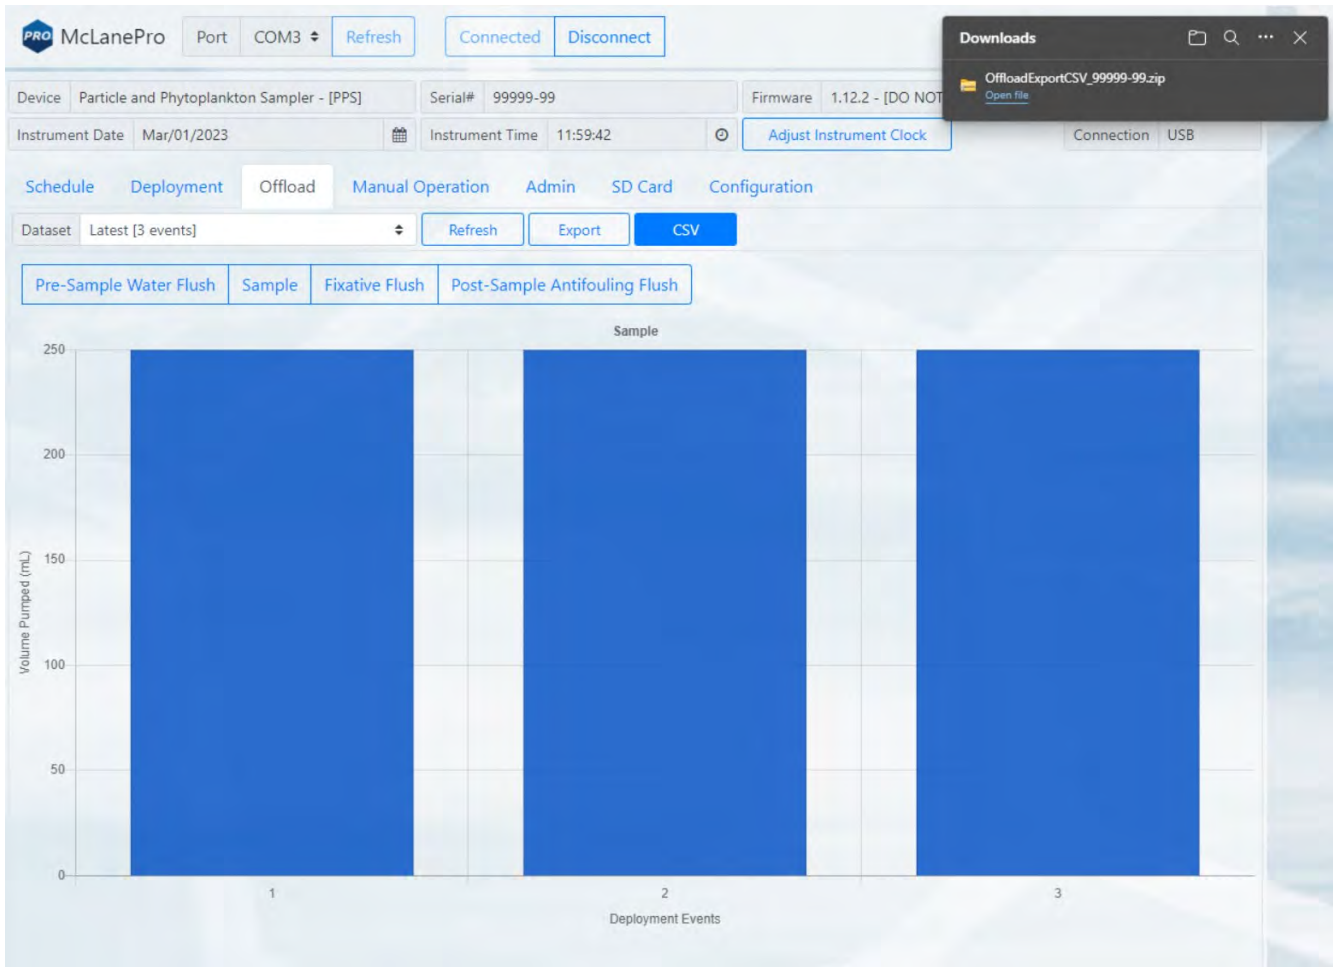 PRO McLanePro Port COM3 Refresh Connected Disconnect
Downloads
OffloadExportCSV_99999-99.zip
Open file
Device Particle and Phytoplankton Sampler - [PPS] Serial# 99999-99 Firmware 1.12.2 - [DO NOT
Instrument Date Mar/01/2023 Instrument Time 11:59:42 Adjust Instrument Clock Connection USB
Schedule Deployment Offload Manual Operation Admin SD Card Configuration
Dataset Latest [3 events] Refresh Export CSV
Pre-Sample Water Flush Sample Fixative Flush Post-Sample Antifouling Flush
Sample
250
200
150
100
50
0
Volume Pumped (mL)
1 2 3
Deployment Events